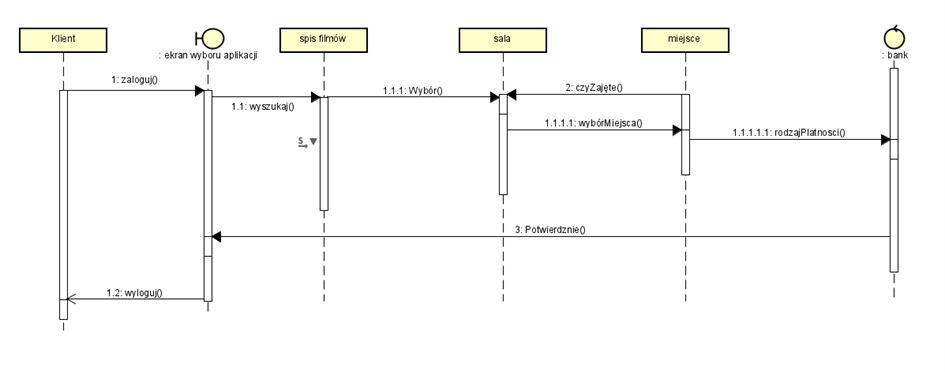 Klient
: ekran wyboru aplikacji
spis filmów
sala
miejsce
: bank
1: zaloguj()
1.1: wyszukaj()
1.1.1: Wybór()
2: czyZajęte()
1.1.1.1: wybórMiejsca()
1.1.1.1.1: rodzajPłatnosci()
S
3: Potwierdznie()
1.2: wyloguj()